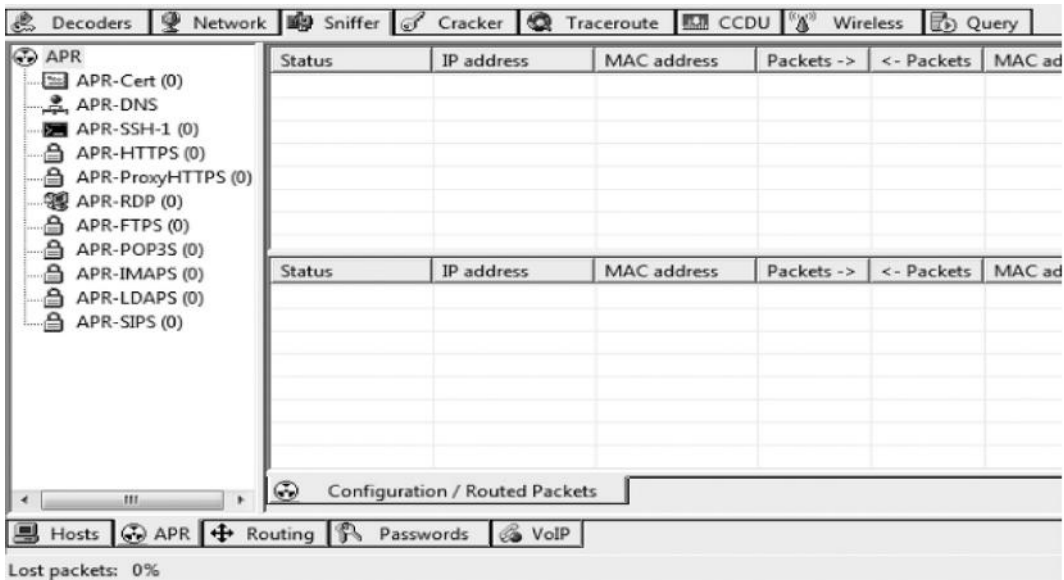 Decoders Network Sniffer Cracker Traceroute CCDU Wireless Query
APR
APR-Cert (0)
APR-DNS
APR-SSH-1 (0)
APR-HTTPS (0)
APR-ProxyHTTPS (0)
APR-RDP (0)
APR-FTPS (0)
APR-POP3S (0)
APR-IMAPS (0)
APR-LDAPS (0)
APR-SIPS (0)
Status IP address MAC address Packets -> <- Packets MAC ad
Status IP address MAC address Packets -> <- Packets MAC ad
Configuration / Routed Packets
Hosts APR Routing Passwords VoIP
Lost packets: 0%